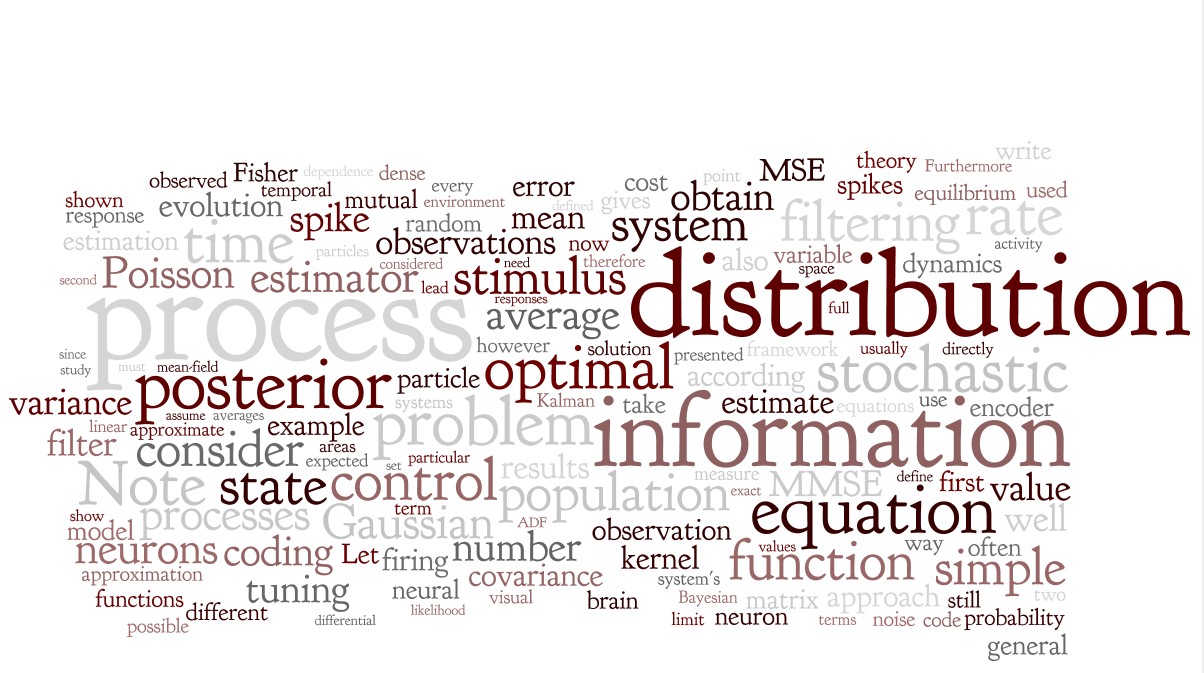 write
observed Fisher dependence dense MSE theory Furthermore
shown temporal mutual every environment error cost point spikes equilibrium used
response evolution spike random mean defined gives obtain filtering rate
estimation time particles observations now system activity
second Poisson estimator considered lead need stimulus therefore also variable space dynamics
process responses average distribution full
since study must mean-field however solution presented framework usually directly
posterior particle optimal according stochastic
variance assume averages systems Kalman take estimate equations use encoder
linear approximate example problem information
filter consider areas expected set particular results measure define
Note state control population exact MMSE first value
show processes term Gaussian ADF observation equation well
model neurons coding Let firing number kernel function values way often simple
approximation tuning neural covariance system's
functions different differential likelihood visual brain Bayesian matrix approach still two
possible limit neuron terms noise code probability
general